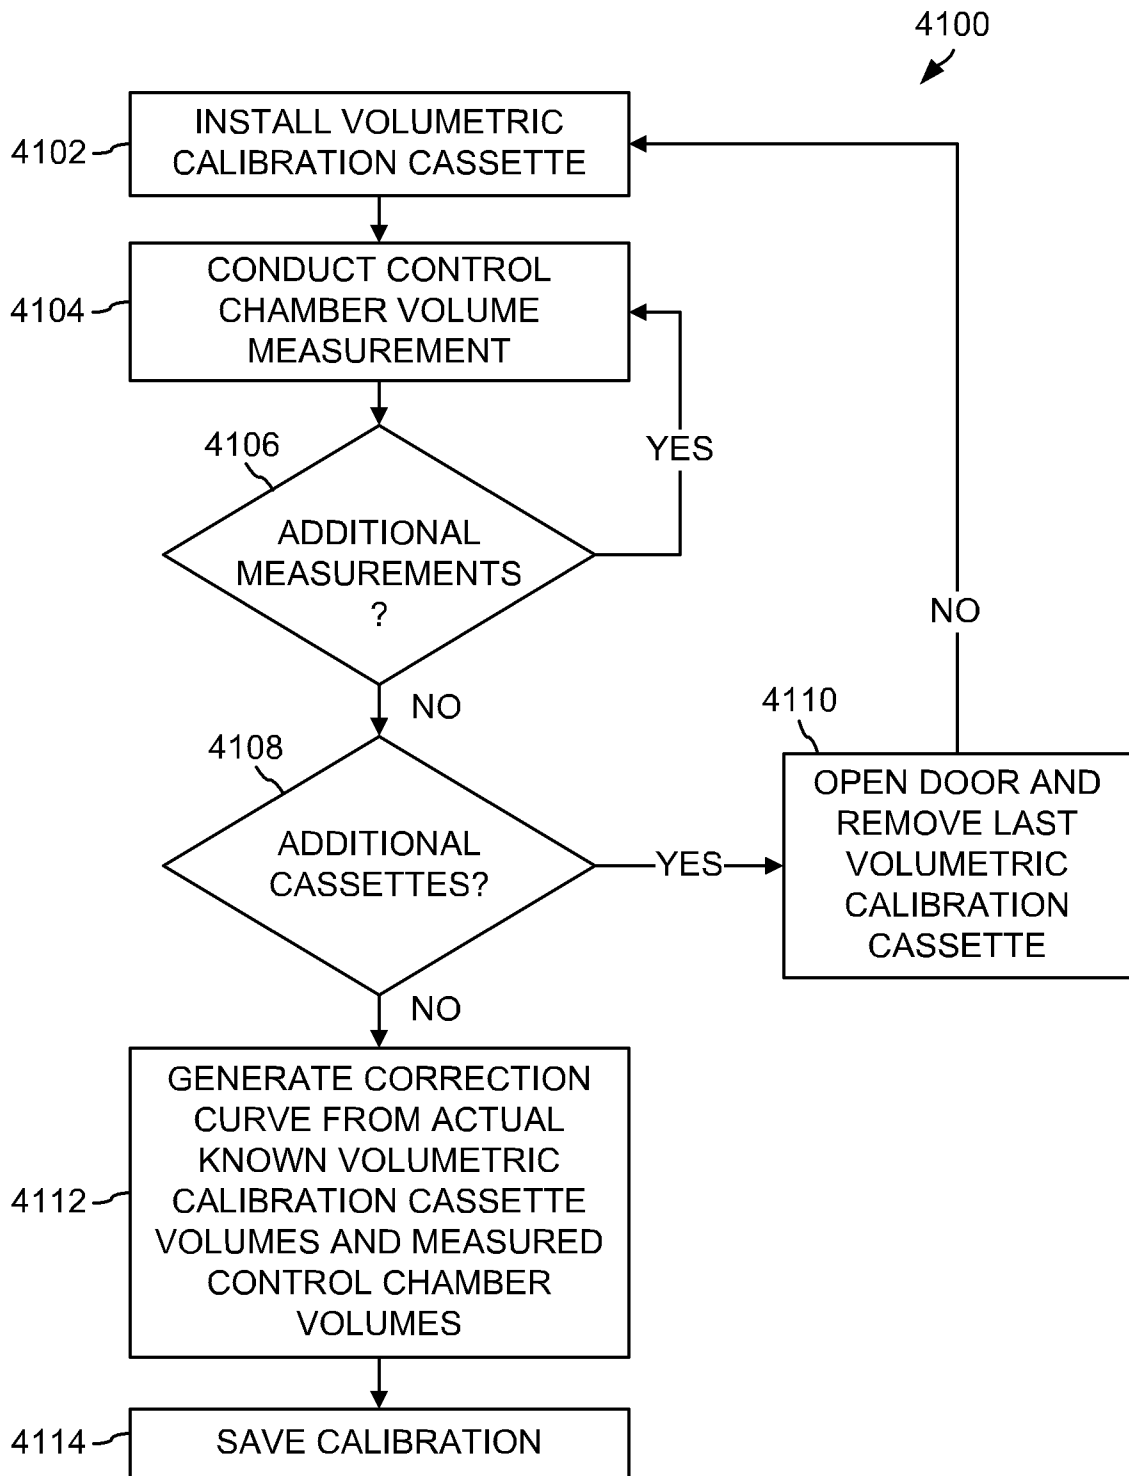 4100
4102
INSTALL VOLUMETRIC
CALIBRATION CASSETTE
4104
CONDUCT CONTROL
CHAMBER VOLUME
MEASUREMENT
4106
YES
ADDITIONAL
MEASUREMENTS
?
NO
NO
4108
4110
ADDITIONAL
CASSETTES?
YES
OPEN DOOR AND
REMOVE LAST
VOLUMETRIC
CALIBRATION
CASSETTE
NO
4112
GENERATE CORRECTION
CURVE FROM ACTUAL
KNOWN VOLUMETRIC
CALIBRATION CASSETTE
VOLUMES AND MEASURED
CONTROL CHAMBER
VOLUMES
4114
SAVE CALIBRATION